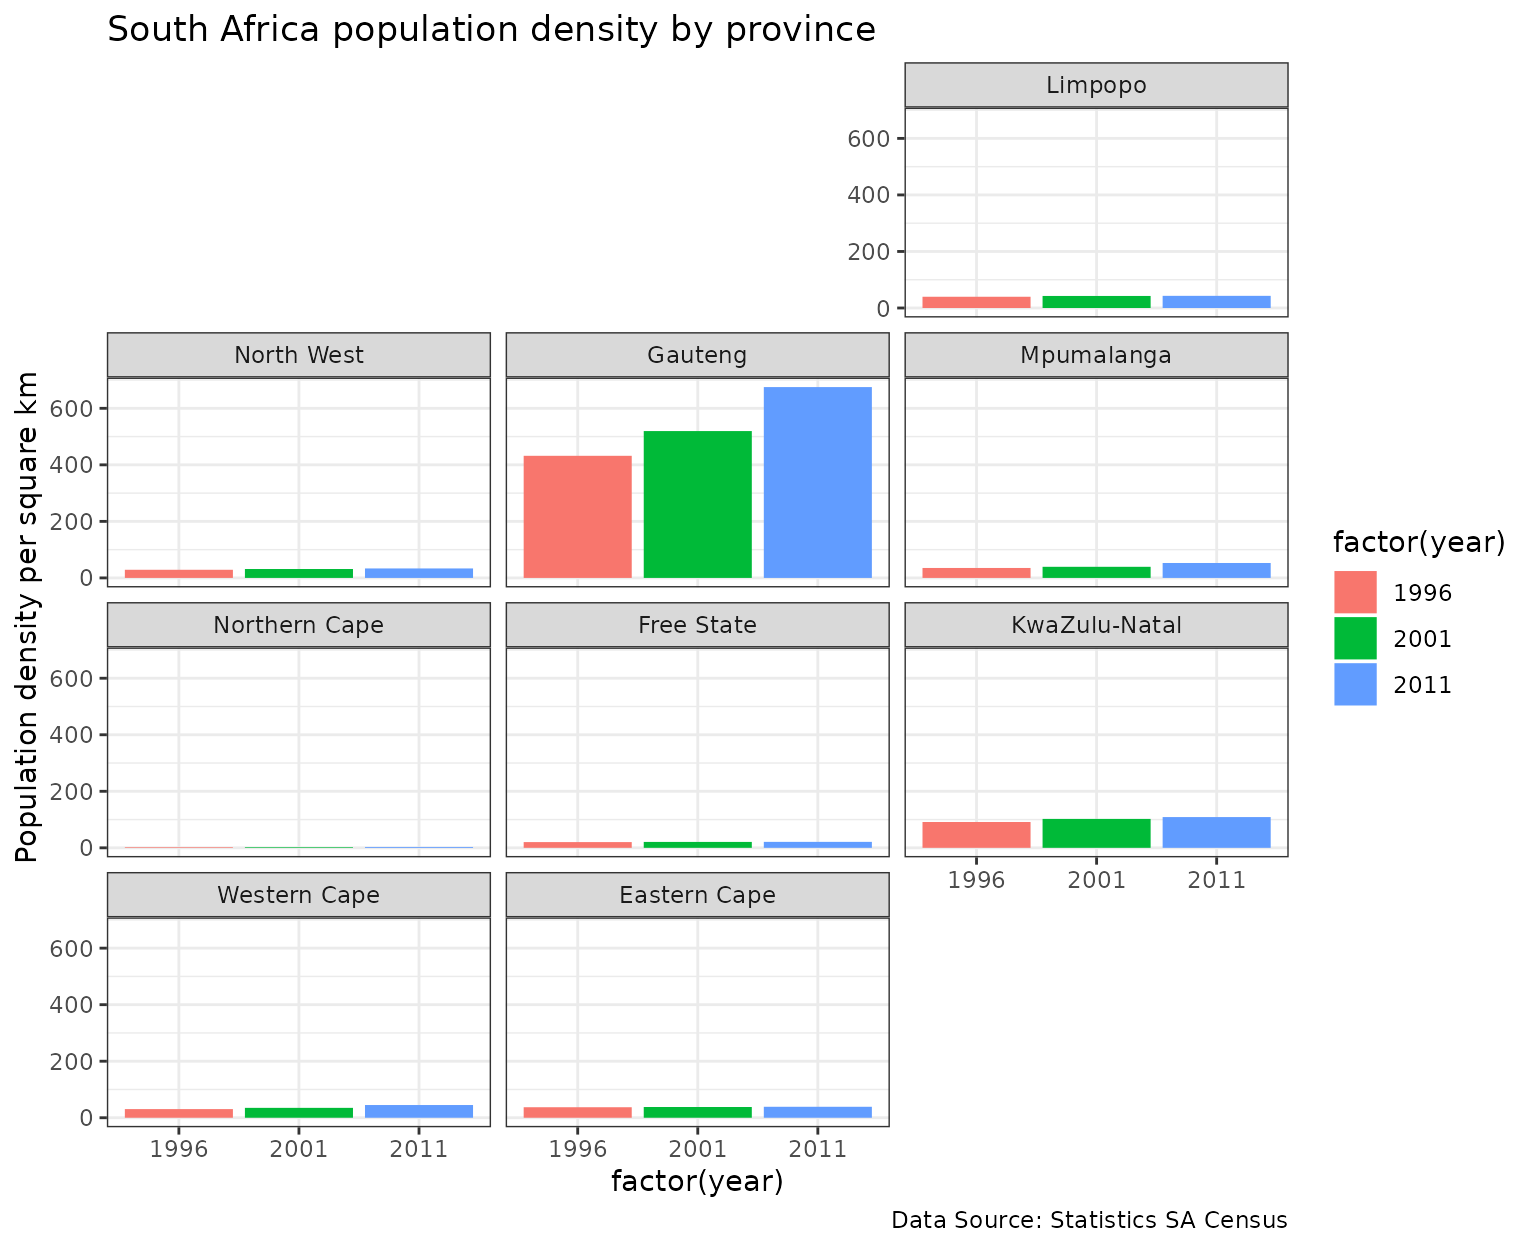 South Africa population density by province
Limpopo
600
400
200
0
North West
Gauteng
Mpumalanga
600
400
200
0
Northern Cape
Free State
KwaZulu-Natal
600
400
200
0
1996
2001
2011
Western Cape
Eastern Cape
600
400
200
0
1996
2001
2011
1996
2001
2011
factor(year)
Population density per square km
factor(year)
1996
2001
2011
Data Source: Statistics SA Census